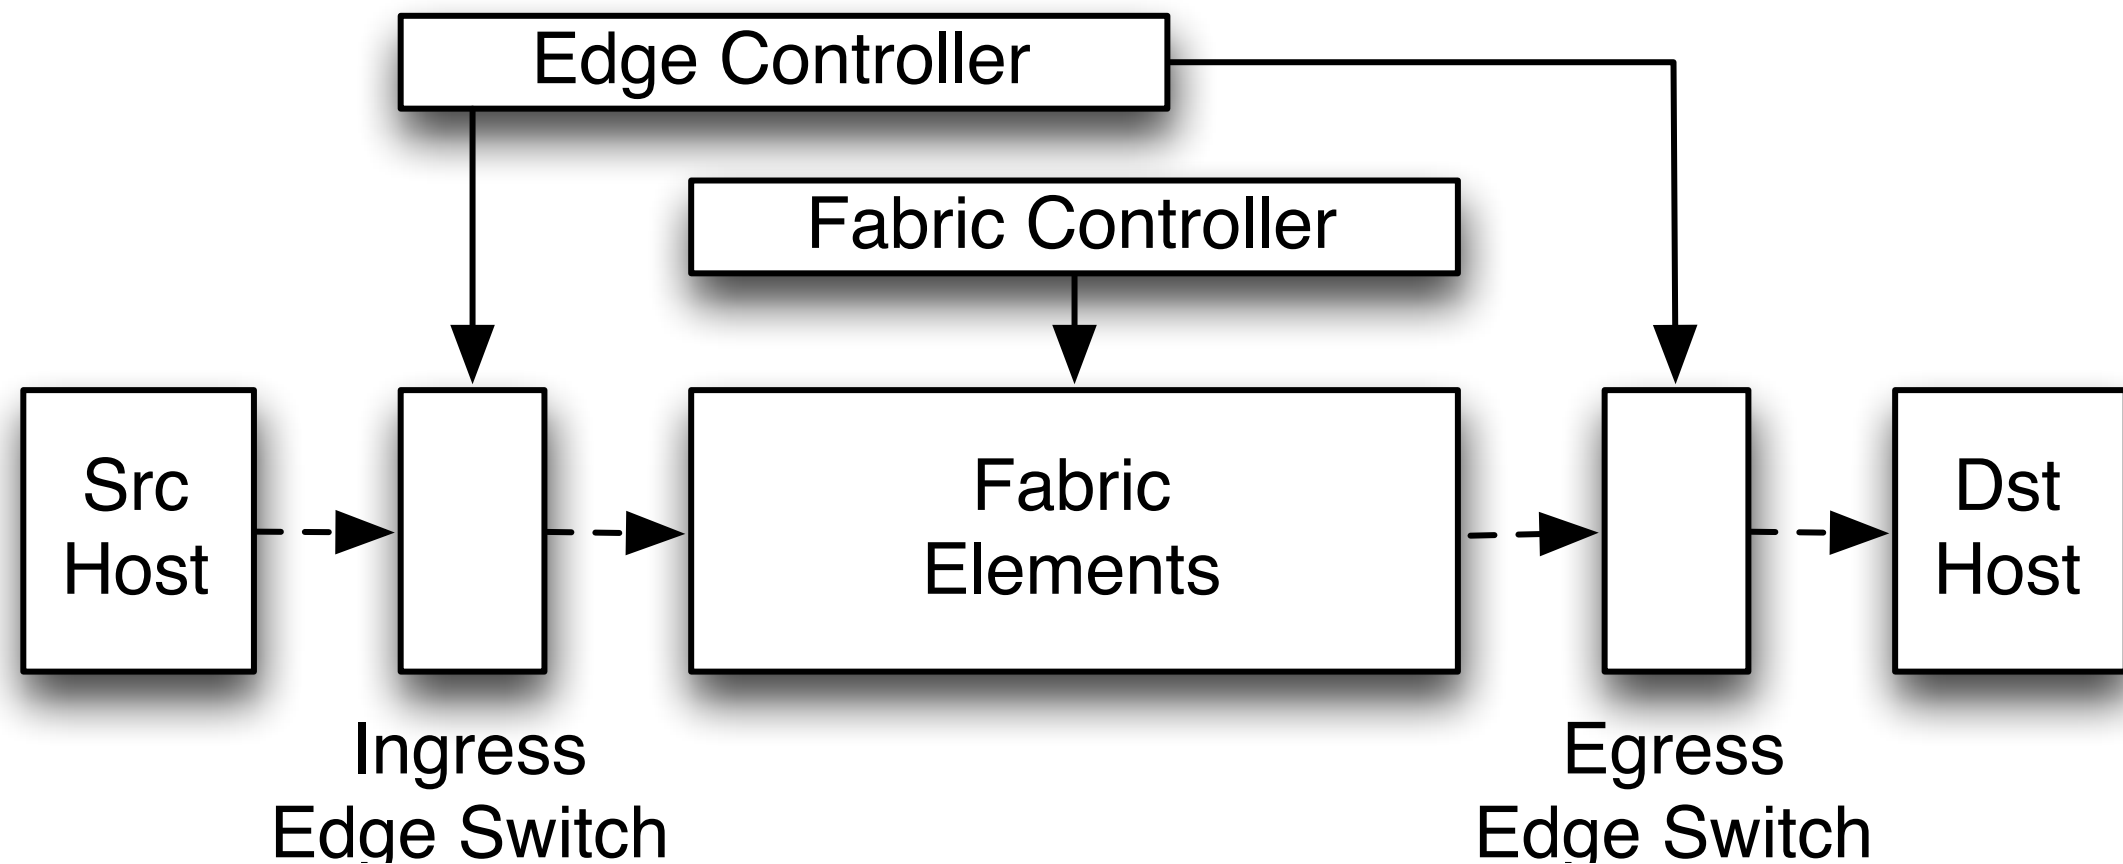 Edge Controller
Fabric Controller
Src
Host
Fabric
Elements
Dst
Host
Ingress
Edge Switch
Egress
Edge Switch